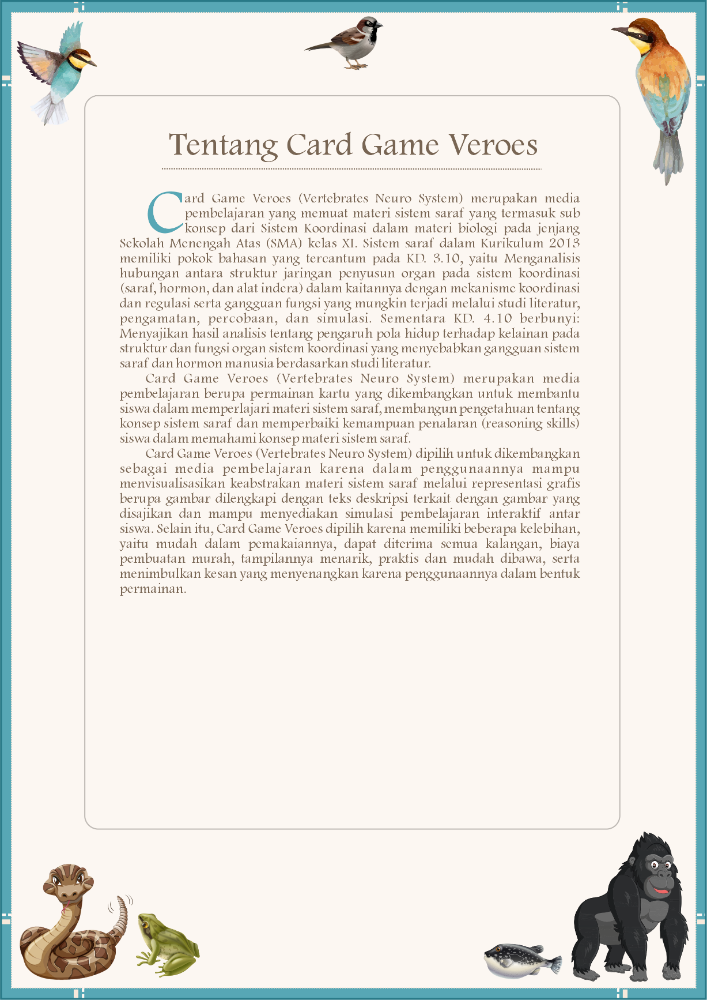 Tentang Card Game Veroes
Card Game Veroes (Vertebrates Neuro System) merupakan media
pembelajaran yang memuat materi sistem saraf yang termasuk sub
konsep dari Sistem Koordinasi dalam materi biologi pada jenjang
Sekolah Menengah Atas (SMA) kelas XI. Sistem saraf dalam Kurikulum 2013
memiliki pokok bahasan yang tercantum pada KD. 3.10, yaitu Menganalisis
hubungan antara struktur jaringan penyusun organ pada sistem koordinasi
(saraf, hormon, dan alat indera) dalam kaitannya dengan mekanisme koordinasi
dan regulasi serta gangguan fungsi yang mungkin terjadi melalui studi literatur,
pengamatan, percobaan, dan simulasi. Sementara KD. 4.10 berbunyi:
Menyajikan hasil analisis tentang pengaruh pola hidup terhadap kelainan pada
struktur dan fungsi organ sistem koordinasi yang menyebabkan gangguan sistem
saraf dan hormon manusia berdasarkan studi literatur.
Card Game Veroes (Vertebrates Neuro System) merupakan media
pembelajaran berupa permainan kartu yang dikembangkan untuk membantu
siswa dalam memperlajari materi sistem saraf, membangun pengetahuan tentang
konsep sistem saraf dan memperbaiki kemampuan penalaran (reasoning skills)
siswa dalam memahami konsep materi sistem saraf.
Card Game Veroes (Vertebrates Neuro System) dipilih untuk dikembangkan
sebagai media pembelajaran karena dalam penggunaannya mampu
menvisualisasikan keabstrakan materi sistem saraf melalui representasi grafis
berupa gambar dilengkapi dengan teks deskripsi terkait dengan gambar yang
disajikan dan mampu menyediakan simulasi pembelajaran interaktif antar
siswa. Selain itu, Card Game Veroes dipilih karena memiliki beberapa kelebihan,
yaitu mudah dalam pemakaiannya, dapat diterima semua kalangan, biaya
pembuatan murah, tampilannya menarik, praktis dan mudah dibawa, serta
menimbulkan kesan yang menyenangkan karena penggunaannya dalam bentuk
permainan.